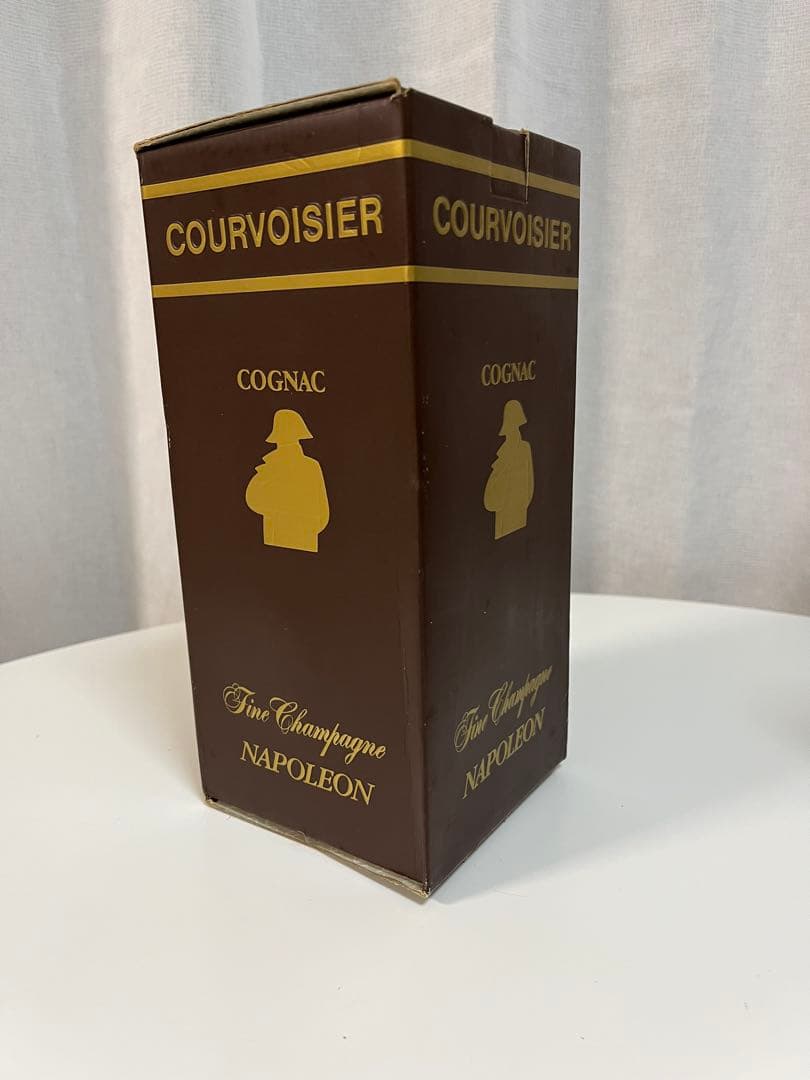 COURVOISIER
COGNAC
Fine Champagne
NAPOLEON
COURVOISIER
COGNAC
Fine Champagne
NAPOLEON